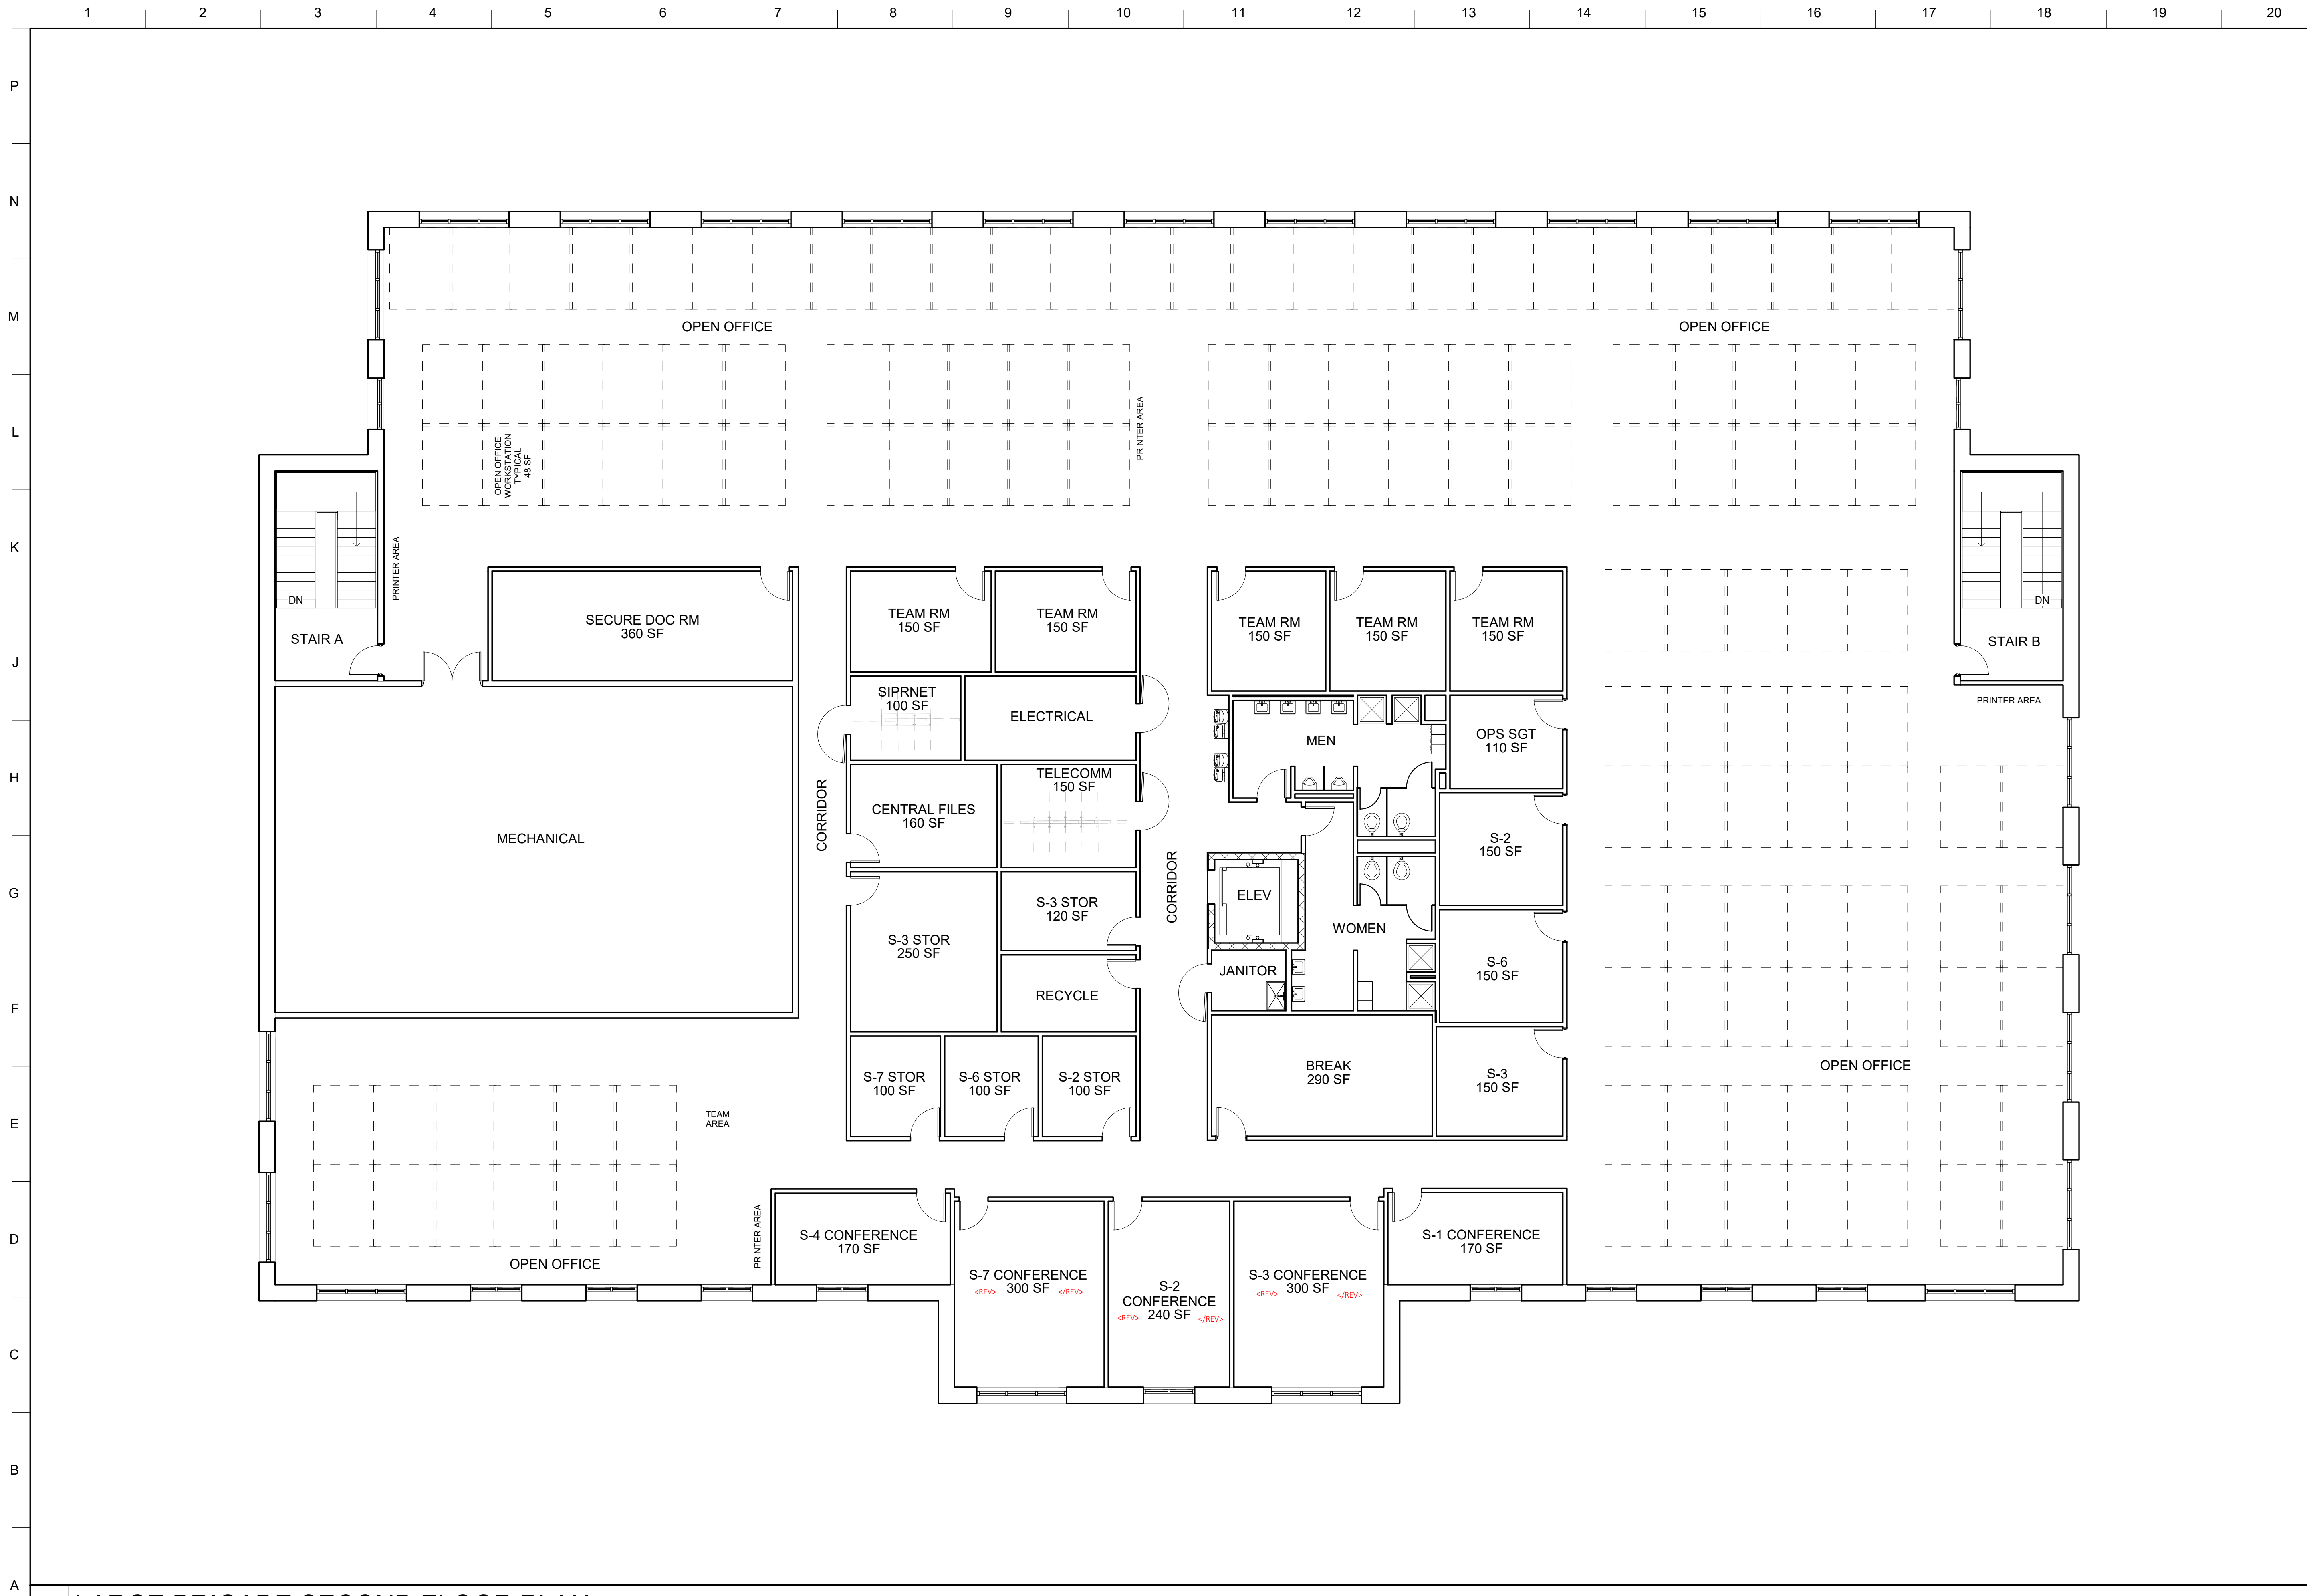 1 2 3 4 5 6 7 8 9 10 11 12 13 14 15 16 17 18 19 20
P
N
M
L
K
J
H
G
F
E
D
C
B
A
OPEN OFFICE
OPEN OFFICE
OPEN OFFICE
WORKSTATION
TYPICAL
48 SF
PRINTER AREA
PRINTER AREA
DN
STAIR A
SECURE DOC RM
360 SF
TEAM RM
150 SF
TEAM RM
150 SF
TEAM RM
150 SF
TEAM RM
150 SF
TEAM RM
150 SF
DN
STAIR B
PRINTER AREA
SIPRNET
100 SF
ELECTRICAL
MEN
OPS SGT
110 SF
MECHANICAL
CORRIDOR
CENTRAL FILES
160 SF
TELECOMM
150 SF
S-2
150 SF
CORRIDOR
ELEV
S-3 STOR
120 SF
S-3 STOR
250 SF
WOMEN
JANITOR
S-6
150 SF
RECYCLE
BREAK
290 SF
S-3
150 SF
OPEN OFFICE
S-7 STOR
100 SF
S-6 STOR
100 SF
S-2 STOR
100 SF
TEAM
AREA
PRINTER AREA
OPEN OFFICE
S-4 CONFERENCE
170 SF
S-7 CONFERENCE
<REV> 300 SF </REV>
S-2
CONFERENCE
<REV> 240 SF </REV>
S-3 CONFERENCE
<REV> 300 SF </REV>
S-1 CONFERENCE
170 SF
LARGE BRIGADE SECOND FLOOR PLAN